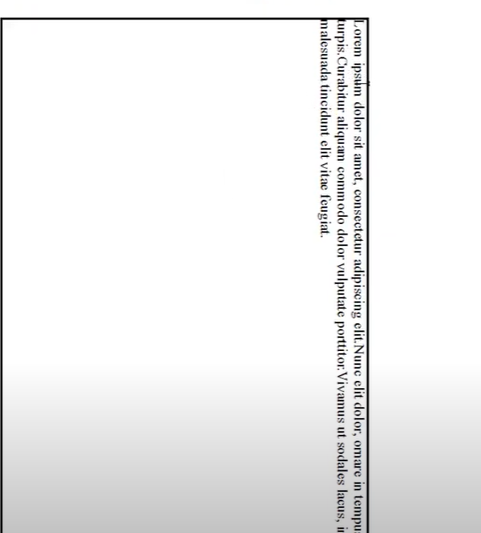 Lorem ipsum dolor sit amet, consectetur adipiscing elit.Nunc elit dolor, ornare in
turpis.Curabitur aliquam commodo dolor vulputate porttitor.Vivamus ut sodales lacus,
malesuada tincidunt elit vitae feugiat.